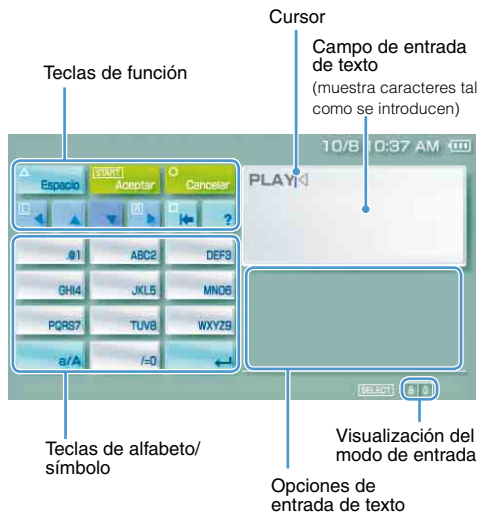 Cursor
Campo de entrada
de texto
(muestra caracteres tal
como se introducen)
Teclas de función
10/8 10:37 AM
Espacio
START
Aceptar
Cancelar
L
R
?
PLAY
.@1
ABC2
DEF3
GHI4
JKL5
MNO6
PQRS7
TUV8
WXYZ9
a/A
/=0
SELECT
Teclas de alfabeto/
símbolo
Visualización del
modo de entrada
Opciones de
entrada de texto